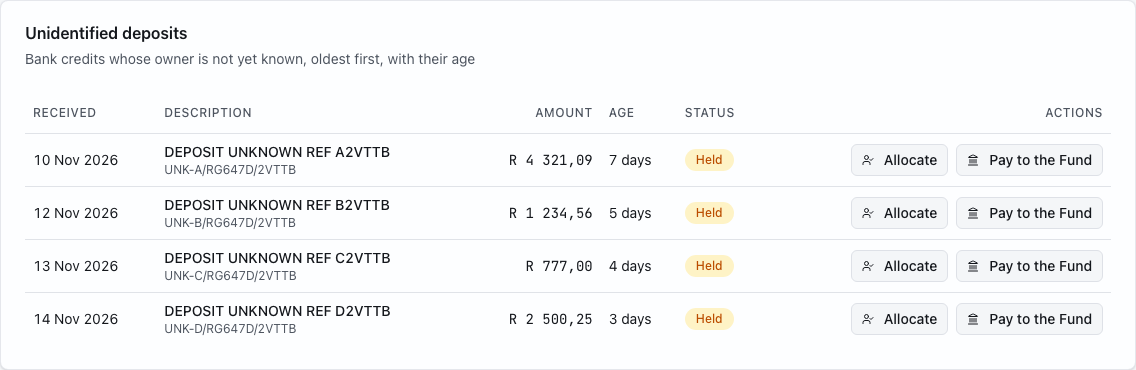 Unidentified deposits
Bank credits whose owner is not yet known, oldest first, with their age
RECEIVED DESCRIPTION AMOUNT AGE STATUS ACTIONS
10 Nov 2026 DEPOSIT UNKNOWN REF A2VTTB R 4 321,09 7 days Held Allocate Pay to the Fund
UNK-A/RG647D/2VTTB
12 Nov 2026 DEPOSIT UNKNOWN REF B2VTTB R 1 234,56 5 days Held Allocate Pay to the Fund
UNK-B/RG647D/2VTTB
13 Nov 2026 DEPOSIT UNKNOWN REF C2VTTB R 777,00 4 days Held Allocate Pay to the Fund
UNK-C/RG647D/2VTTB
14 Nov 2026 DEPOSIT UNKNOWN REF D2VTTB R 2 500,25 3 days Held Allocate Pay to the Fund
UNK-D/RG647D/2VTTB